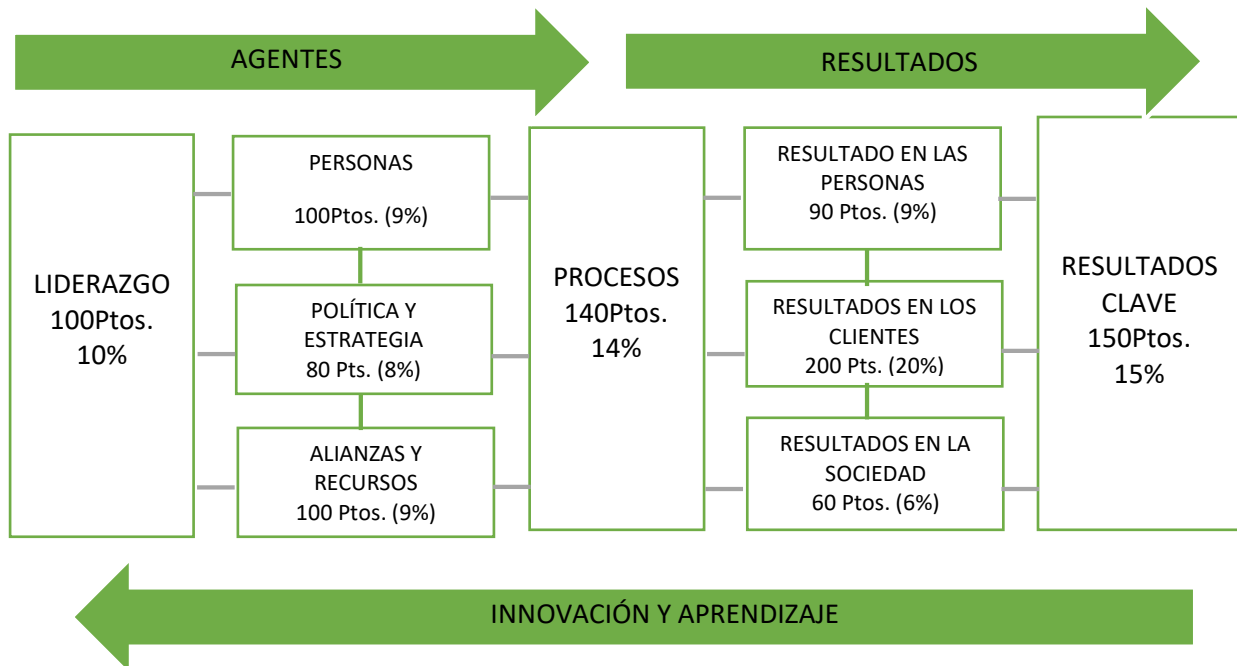 AGENTES
RESULTADOS
LIDERAZGO
100Ptos.
10%
PERSONAS
100Ptos. (9%)
POLÍTICA Y
ESTRATEGIA
80 Pts. (8%)
ALIANZAS Y
RECURSOS
100 Ptos. (9%)
PROCESOS
140Ptos.
14%
RESULTADO EN LAS
PERSONAS
90 Ptos. (9%)
RESULTADOS EN LOS
CLIENTES
200 Pts. (20%)
RESULTADOS EN LA
SOCIEDAD
60 Ptos. (6%)
RESULTADOS
CLAVE
150Ptos.
15%
INNOVACIÓN Y APRENDIZAJE